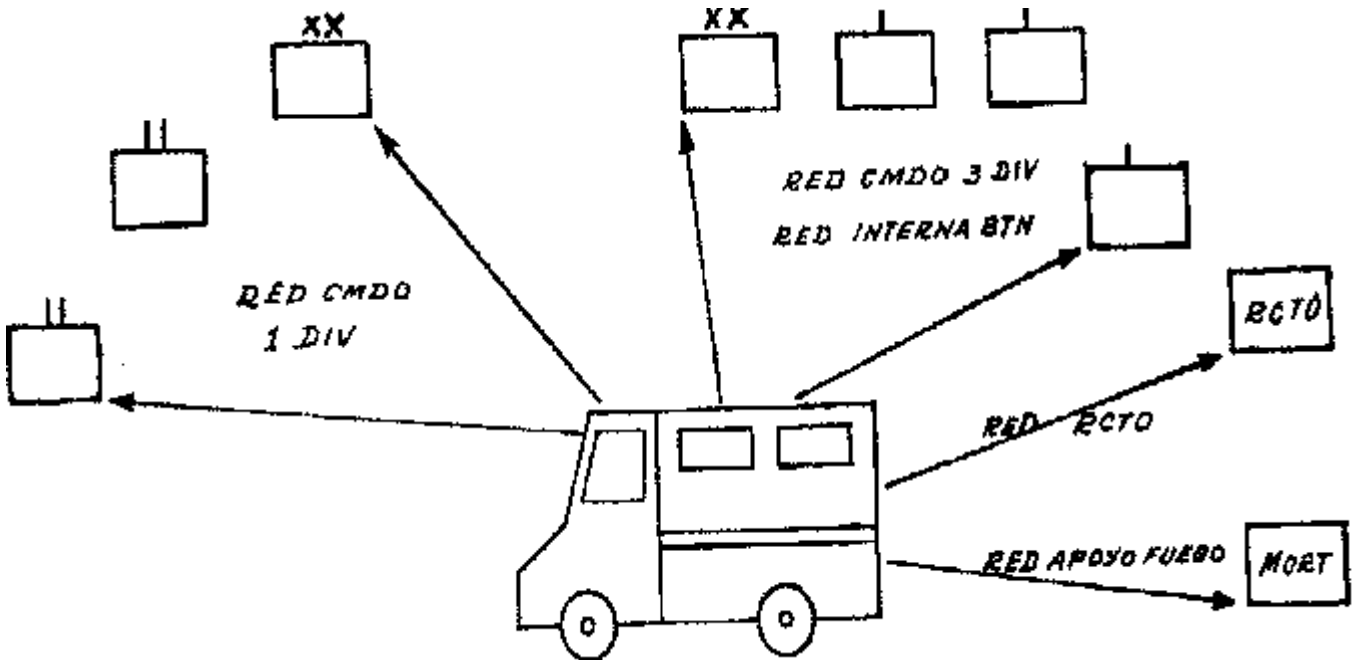 XX
XX
RED CMDO 3 DIV
RED INTERNA BTN
RED CMDO
1 DIV
RCTO
RED RCTO
RED APOYO FUEGO
MORT